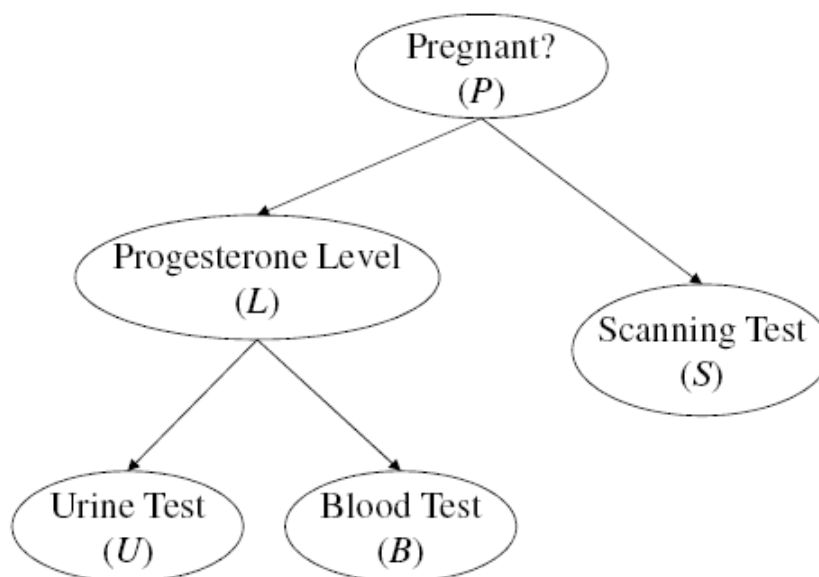 Pregnant?
(P)
Progesterone Level
(L)
Scanning Test
(S)
Urine Test
(U)
Blood Test
(B)